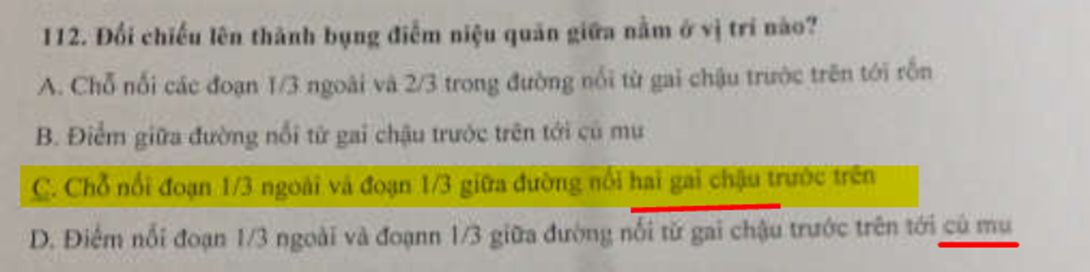 112. Đối chiếu lên thành bụng điểm niệu quản giữa nằm ở vị trí nào?
A. Chỗ nối các đoạn 1/3 ngoài và 2/3 trong đường nối từ gai chậu trước trên tới rốn
B. Điểm giữa đường nối từ gai chậu trước trên tới củ mu
C. Chỗ nối đoạn 1/3 ngoài và đoạn 1/3 giữa đường nối hai gai chậu trước trên
D. Điểm nối đoạn 1/3 ngoài và đoạnn 1/3 giữa đường nối từ gai chậu trước trên tới củ mu